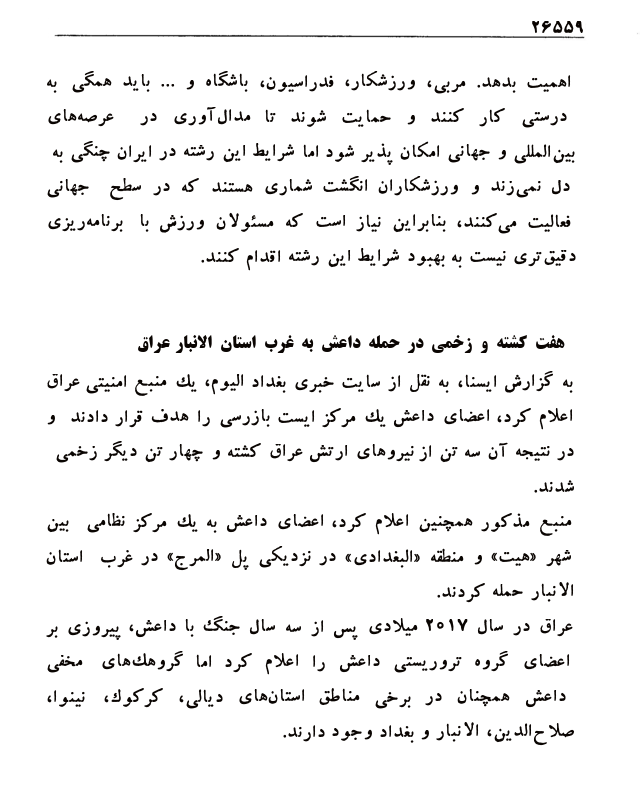 ۲۶۵۵۹
اهمیت بدهد. مربی، ورزشکار، فدراسیون، باشگاه و ... باید همگی به
درستی کار کنند و حمایت شوند تا مدال‌آوری در عرصه‌های
بین‌المللی و جهانی امکان پذیر شود اما شرایط این رشته در ایران چنگی به
دل نمی‌زند و ورزشکاران انگشت شماری هستند که در سطح جهانی
فعالیت می‌کنند، بنابراین نیاز است که مسئولان ورزش با برنامه‌ریزی
دقیق‌تری نیست به بهبود شرایط این رشته اقدام کنند.
هفت کشته و زخمی در حمله داعش به غرب استان الانبار عراق
به گزارش ایسنا، به نقل از سایت خبری بغداد الیوم، یك منبع امنیتی عراق
اعلام کرد، اعضای داعش یك مرکز ایست بازرسی را هدف قرار دادند و
در نتیجه آن سه تن از نیروهای ارتش عراق کشته و چهار تن دیگر زخمی
شدند.
منبع مذکور همچنین اعلام کرد، اعضای داعش به یك مرکز نظامی بین
شهر «هیت» و منطقه «البغدادی» در نزدیکی پل «المرج» در غرب استان
الانبار حمله کردند.
عراق در سال ۲۰۱۷ میلادی پس از سه سال جنگ با داعش، پیروزی بر
اعضای گروه تروریستی داعش را اعلام کرد اما گروهك‌های مخفی
داعش همچنان در برخی مناطق استان‌های دیالی، کرکوك، نینوا،
صلاح‌الدین، الانبار و بغداد وجود دارند.